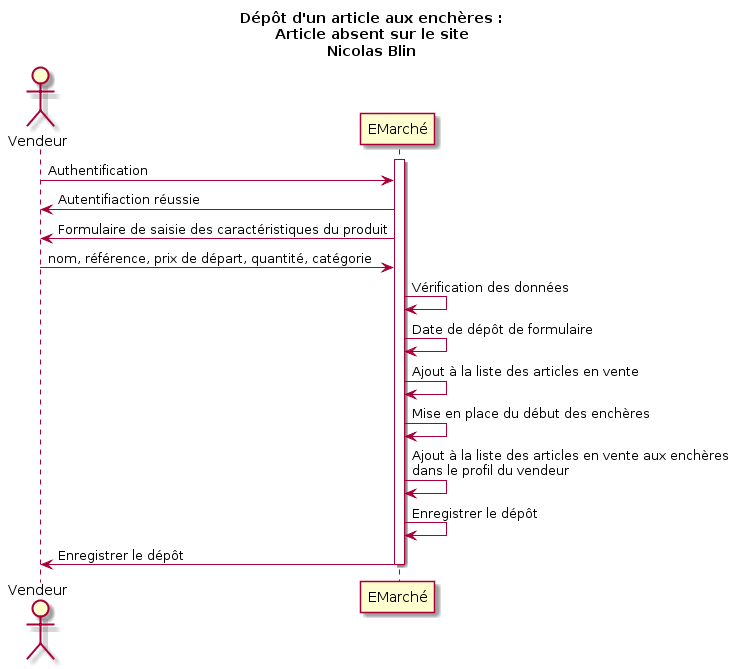 Dépôt d'un article aux enchères :
Article absent sur le site
Nicolas Blin
Vendeur
EMarché
Authentification
Autentifiaction réussie
Formulaire de saisie des caractéristiques du produit
nom, référence, prix de départ, quantité, catégorie
Vérification des données
Date de dépôt de formulaire
Ajout à la liste des articles en vente
Mise en place du début des enchères
Ajout à la liste des articles en vente aux enchères
dans le profil du vendeur
Enregistrer le dépôt
Enregistrer le dépôt
Vendeur
EMarché